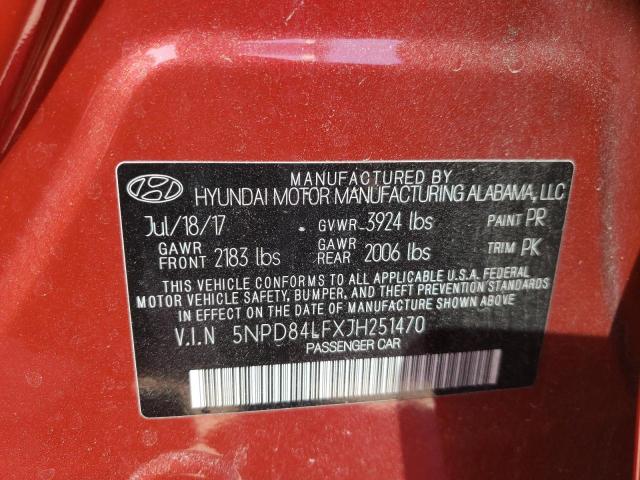 MANUFACTURED BY
HYUNDAI MOTOR MANUFACTURING ALABAMA, LLC
Jul/18/17 GVWR 3924 lbs PAINT PR
GAWR FRONT 2183 lbs GAWR REAR 2006 lbs TRIM PK
THIS VEHICLE CONFORMS TO ALL APPLICABLE U.S.A. FEDERAL
MOTOR VEHICLE SAFETY, BUMPER, AND THEFT PREVENTION STANDARDS
IN EFFECT ON THE DATE OF MANUFACTURE SHOWN ABOVE.
V.I.N 5NPD84LFXJH251470
PASSENGER CAR